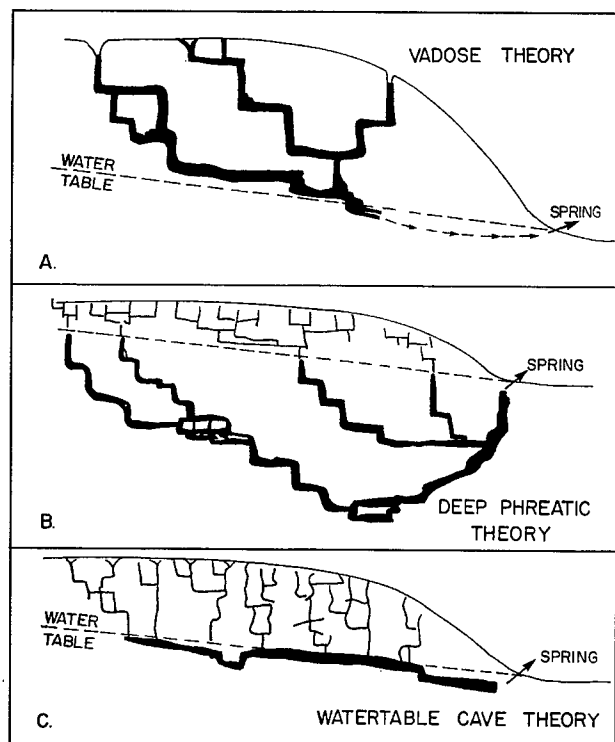 VADOSE THEORY
WATER
TABLE
SPRING
A.
SPRING
B.
DEEP PHREATIC
THEORY
WATER
TABLE
SPRING
C.
WATERTABLE CAVE THEORY